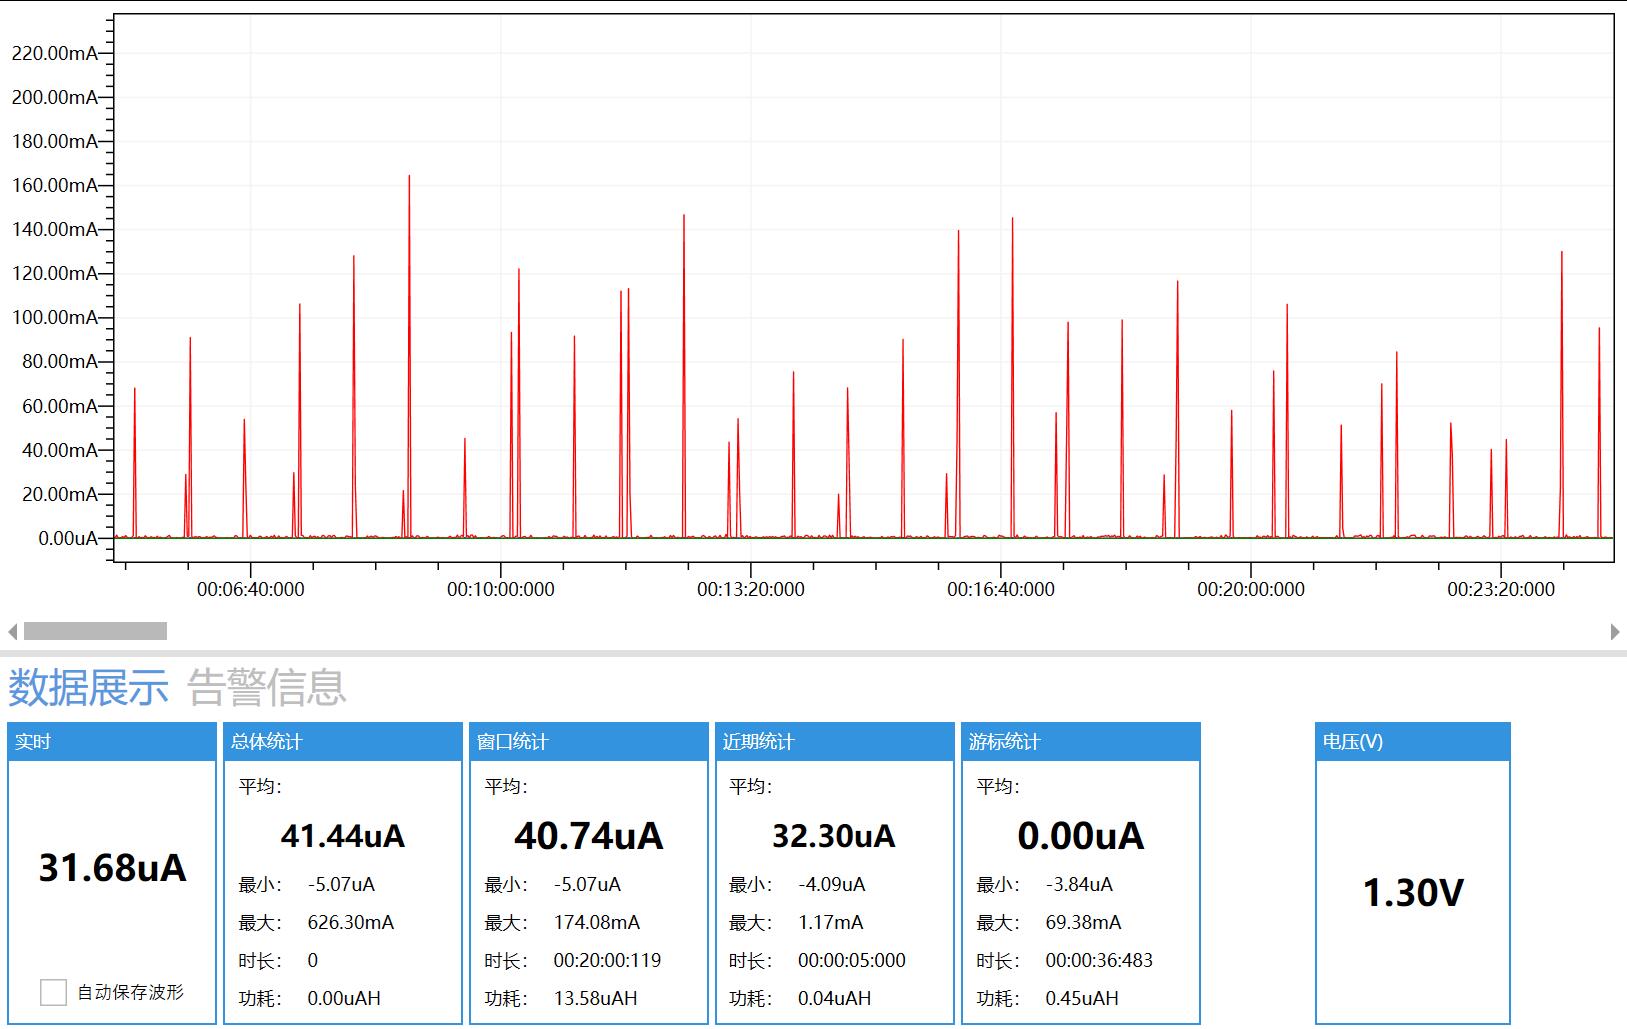 220.00mA
200.00mA
180.00mA
160.00mA
140.00mA
120.00mA
100.00mA
80.00mA
60.00mA
40.00mA
20.00mA
0.00uA
00:06:40:000 00:10:00:000 00:13:20:000 00:16:40:000 00:20:00:000 00:23:20:000
数据展示 告警信息
实时
31.68uA
自动保存波形
总体统计
平均：
41.44uA
最小： -5.07uA
最大： 626.30mA
时长： 0
功耗： 0.00uAH
窗口统计
平均：
40.74uA
最小： -5.07uA
最大： 174.08mA
时长： 00:20:00:119
功耗： 13.58uAH
近期统计
平均：
32.30uA
最小： -4.09uA
最大： 1.17mA
时长： 00:00:05:000
功耗： 0.04uAH
游标统计
平均：
0.00uA
最小： -3.84uA
最大： 69.38mA
时长： 00:00:36:483
功耗： 0.45uAH
电压(V)
1.30V